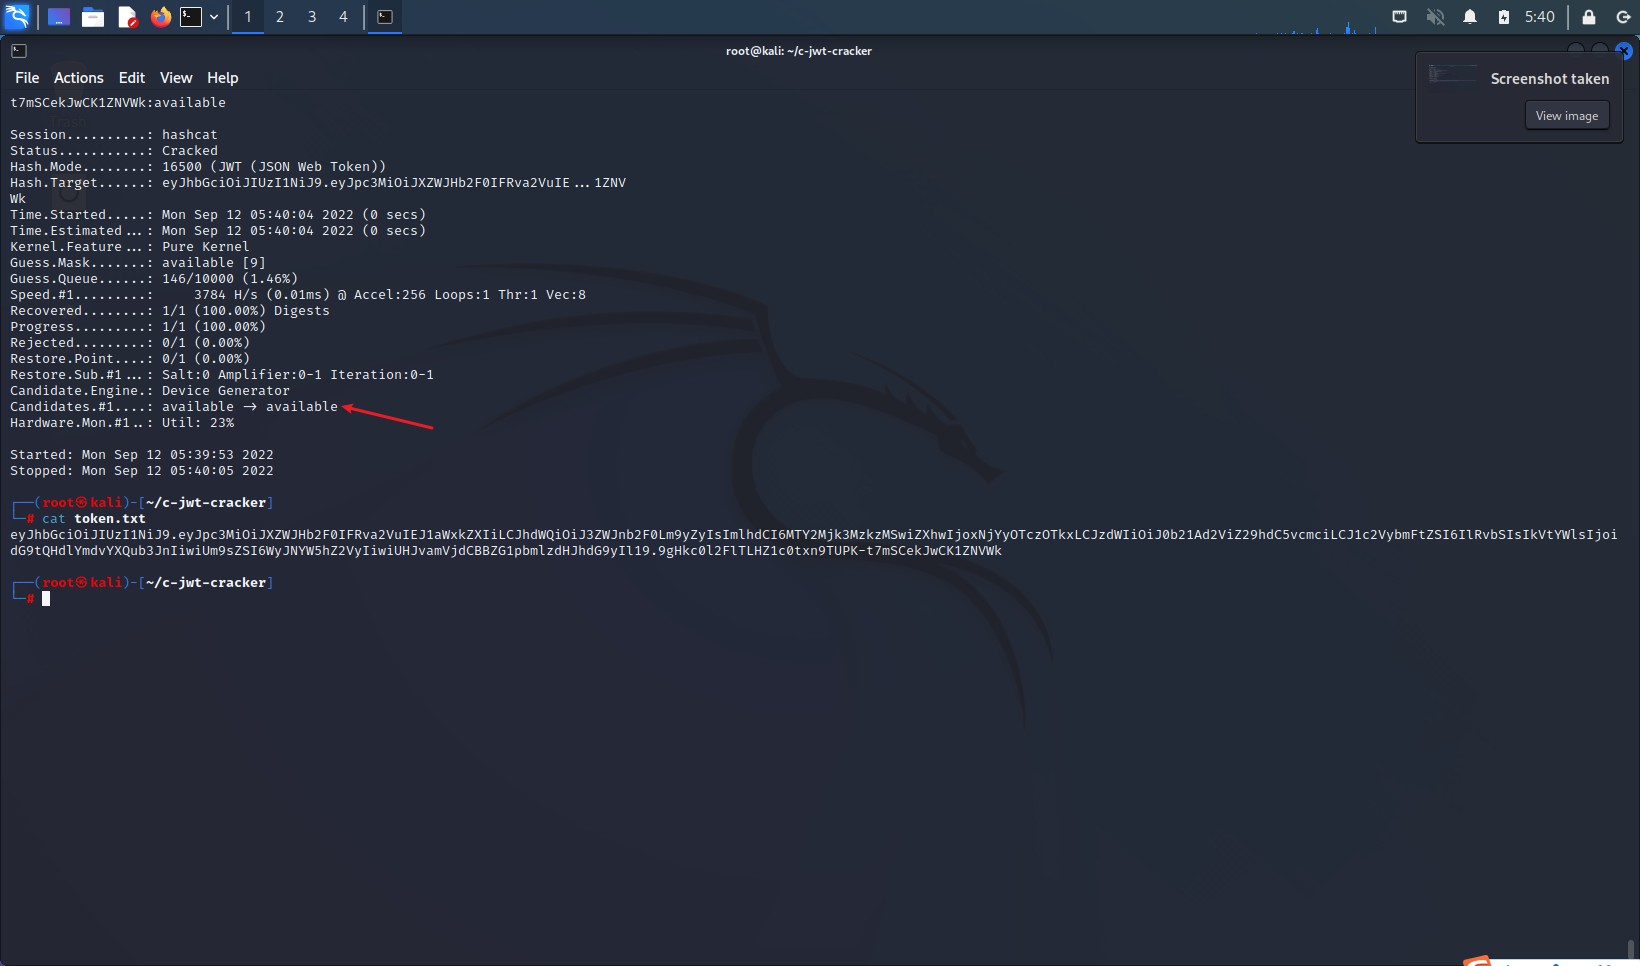 1 2 3 4
5:40
root@kali: ~/c-jwt-cracker
File Actions Edit View Help
Screenshot taken
View image
t7mSCekJwCK1ZNVWk:available
Session..........: hashcat
Status...........: Cracked
Hash.Mode........: 16500 (JWT (JSON Web Token))
Hash.Target......: eyJhbGciOiJIUzI1NiJ9.eyJpc3MiOiJXZWJHb2F0IFRva2VuIE...1ZNV
Wk
Time.Started.....: Mon Sep 12 05:40:04 2022 (0 secs)
Time.Estimated...: Mon Sep 12 05:40:04 2022 (0 secs)
Kernel.Feature...: Pure Kernel
Guess.Mask.......: available [9]
Guess.Queue......: 146/10000 (1.46%)
Speed.#1.........:     3784 H/s (0.01ms) @ Accel:256 Loops:1 Thr:1 Vec:8
Recovered........: 1/1 (100.00%) Digests
Progress.........: 1/1 (100.00%)
Rejected.........: 0/1 (0.00%)
Restore.Point....: 0/1 (0.00%)
Restore.Sub.#1...: Salt:0 Amplifier:0-1 Iteration:0-1
Candidate.Engine.: Device Generator
Candidates.#1....: available -> available
Hardware.Mon.#1..: Util: 23%
Started: Mon Sep 12 05:39:53 2022
Stopped: Mon Sep 12 05:40:05 2022
┌──(root㉿kali)-[~/c-jwt-cracker]
└─# cat token.txt
eyJhbGciOiJIUzI1NiJ9.eyJpc3MiOiJXZWJHb2F0IFRva2VuIEJ1aWxkZXIiLCJhdWQiOiJ3ZWJnb2F0Lm9yZyIsImlhdCI6MTY2Mjk3MzkzMSwiZXhwIjoxNjYyOTczOTkxLCJzdWIiOiJ0b21Ad2ViZ29hdC5vcmciLCJ1c2VybmFtZSI6IlRvbSIsIkVtYWlsIjoi
dG9tQHdlYmdvYXQub3JnIiwiUm9sZSI6WyJNYW5hZ2VyIiwiUHJvamVjdCBBZG1pbmlzdHJhdG9yIl19.9gHkc0l2FlTLHZ1c0txn9TUPK-t7mSCekJwCK1ZNVWk
┌──(root㉿kali)-[~/c-jwt-cracker]
└─#